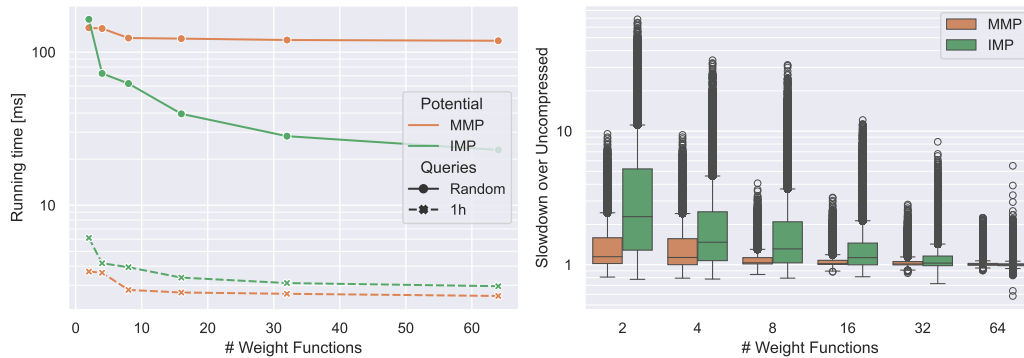 100
10
Running time [ms]
0 10 20 30 40 50 60
# Weight Functions
Potential
MMP
IMP
Queries
Random
1h
10
1
Slowdown over Uncompressed
2 4 8 16 32 64
# Weight Functions
MMP
IMP